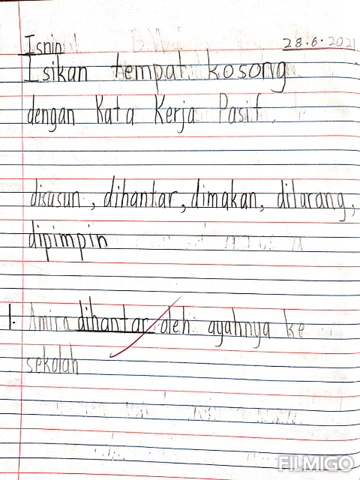 Isnin 28.6.2021
Isikan tempat kosong
dengan Kata Kerja Pasif.
disusun, dihantar, dimakan, dilarang,
dipimpin
1. Amira dihantar oleh ayahnya ke
sekolah
FILMIGO